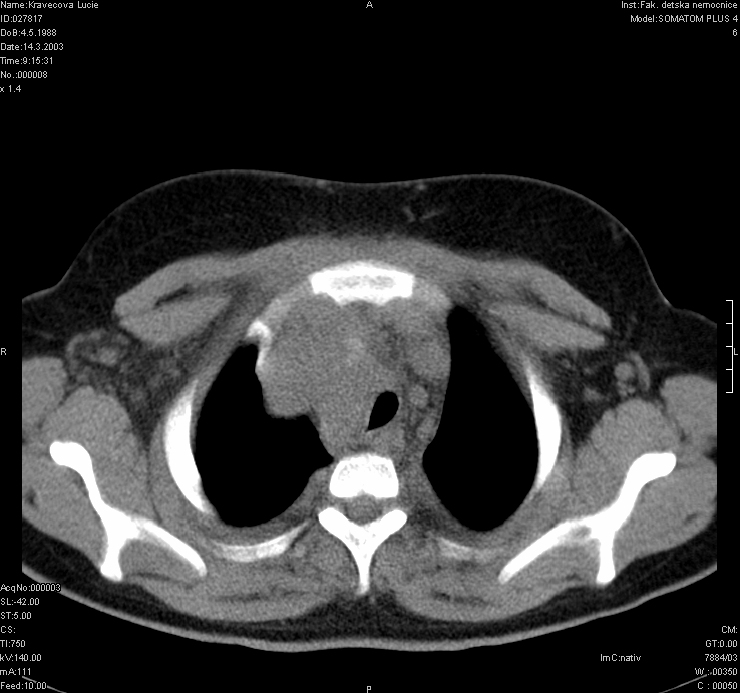 Name:Kravecova Lucie
ID:027817
DoB:4.5.1988
Date:14.3.2003
Time:9:15:31
No.:000008
x 1.4
A
Inst:Fak. detska nemocnice
Model:SOMATOM PLUS 4
6
R
L
AcqNo:000003
SL:-42.00
ST:5.00
CS:
TI:750
kV:140.00
mA:111
Feed:10.00
P
ImC:nativ
CM:
GT:0.00
7884/03
W.:00350
C : 00050